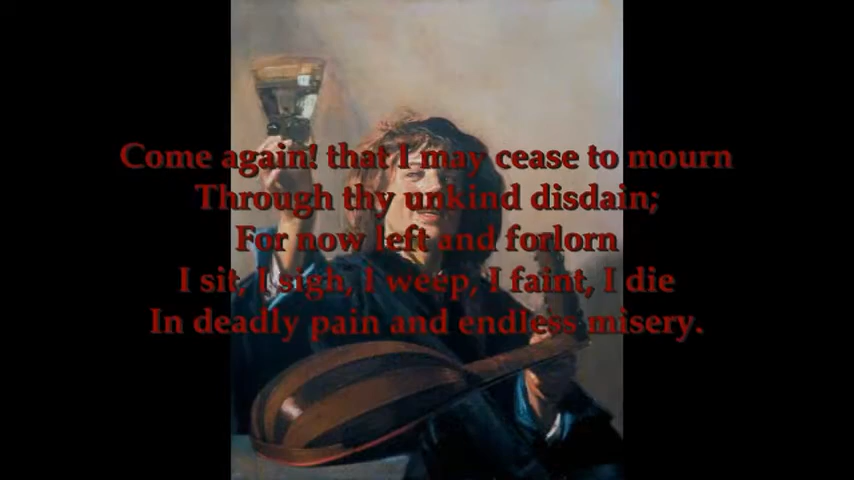 Come again! that I may cease to mourn
Through thy unkind disdain;
For now left and forlorn
I sit, I sigh, I weep, I faint, I die
In deadly pain and endless misery.